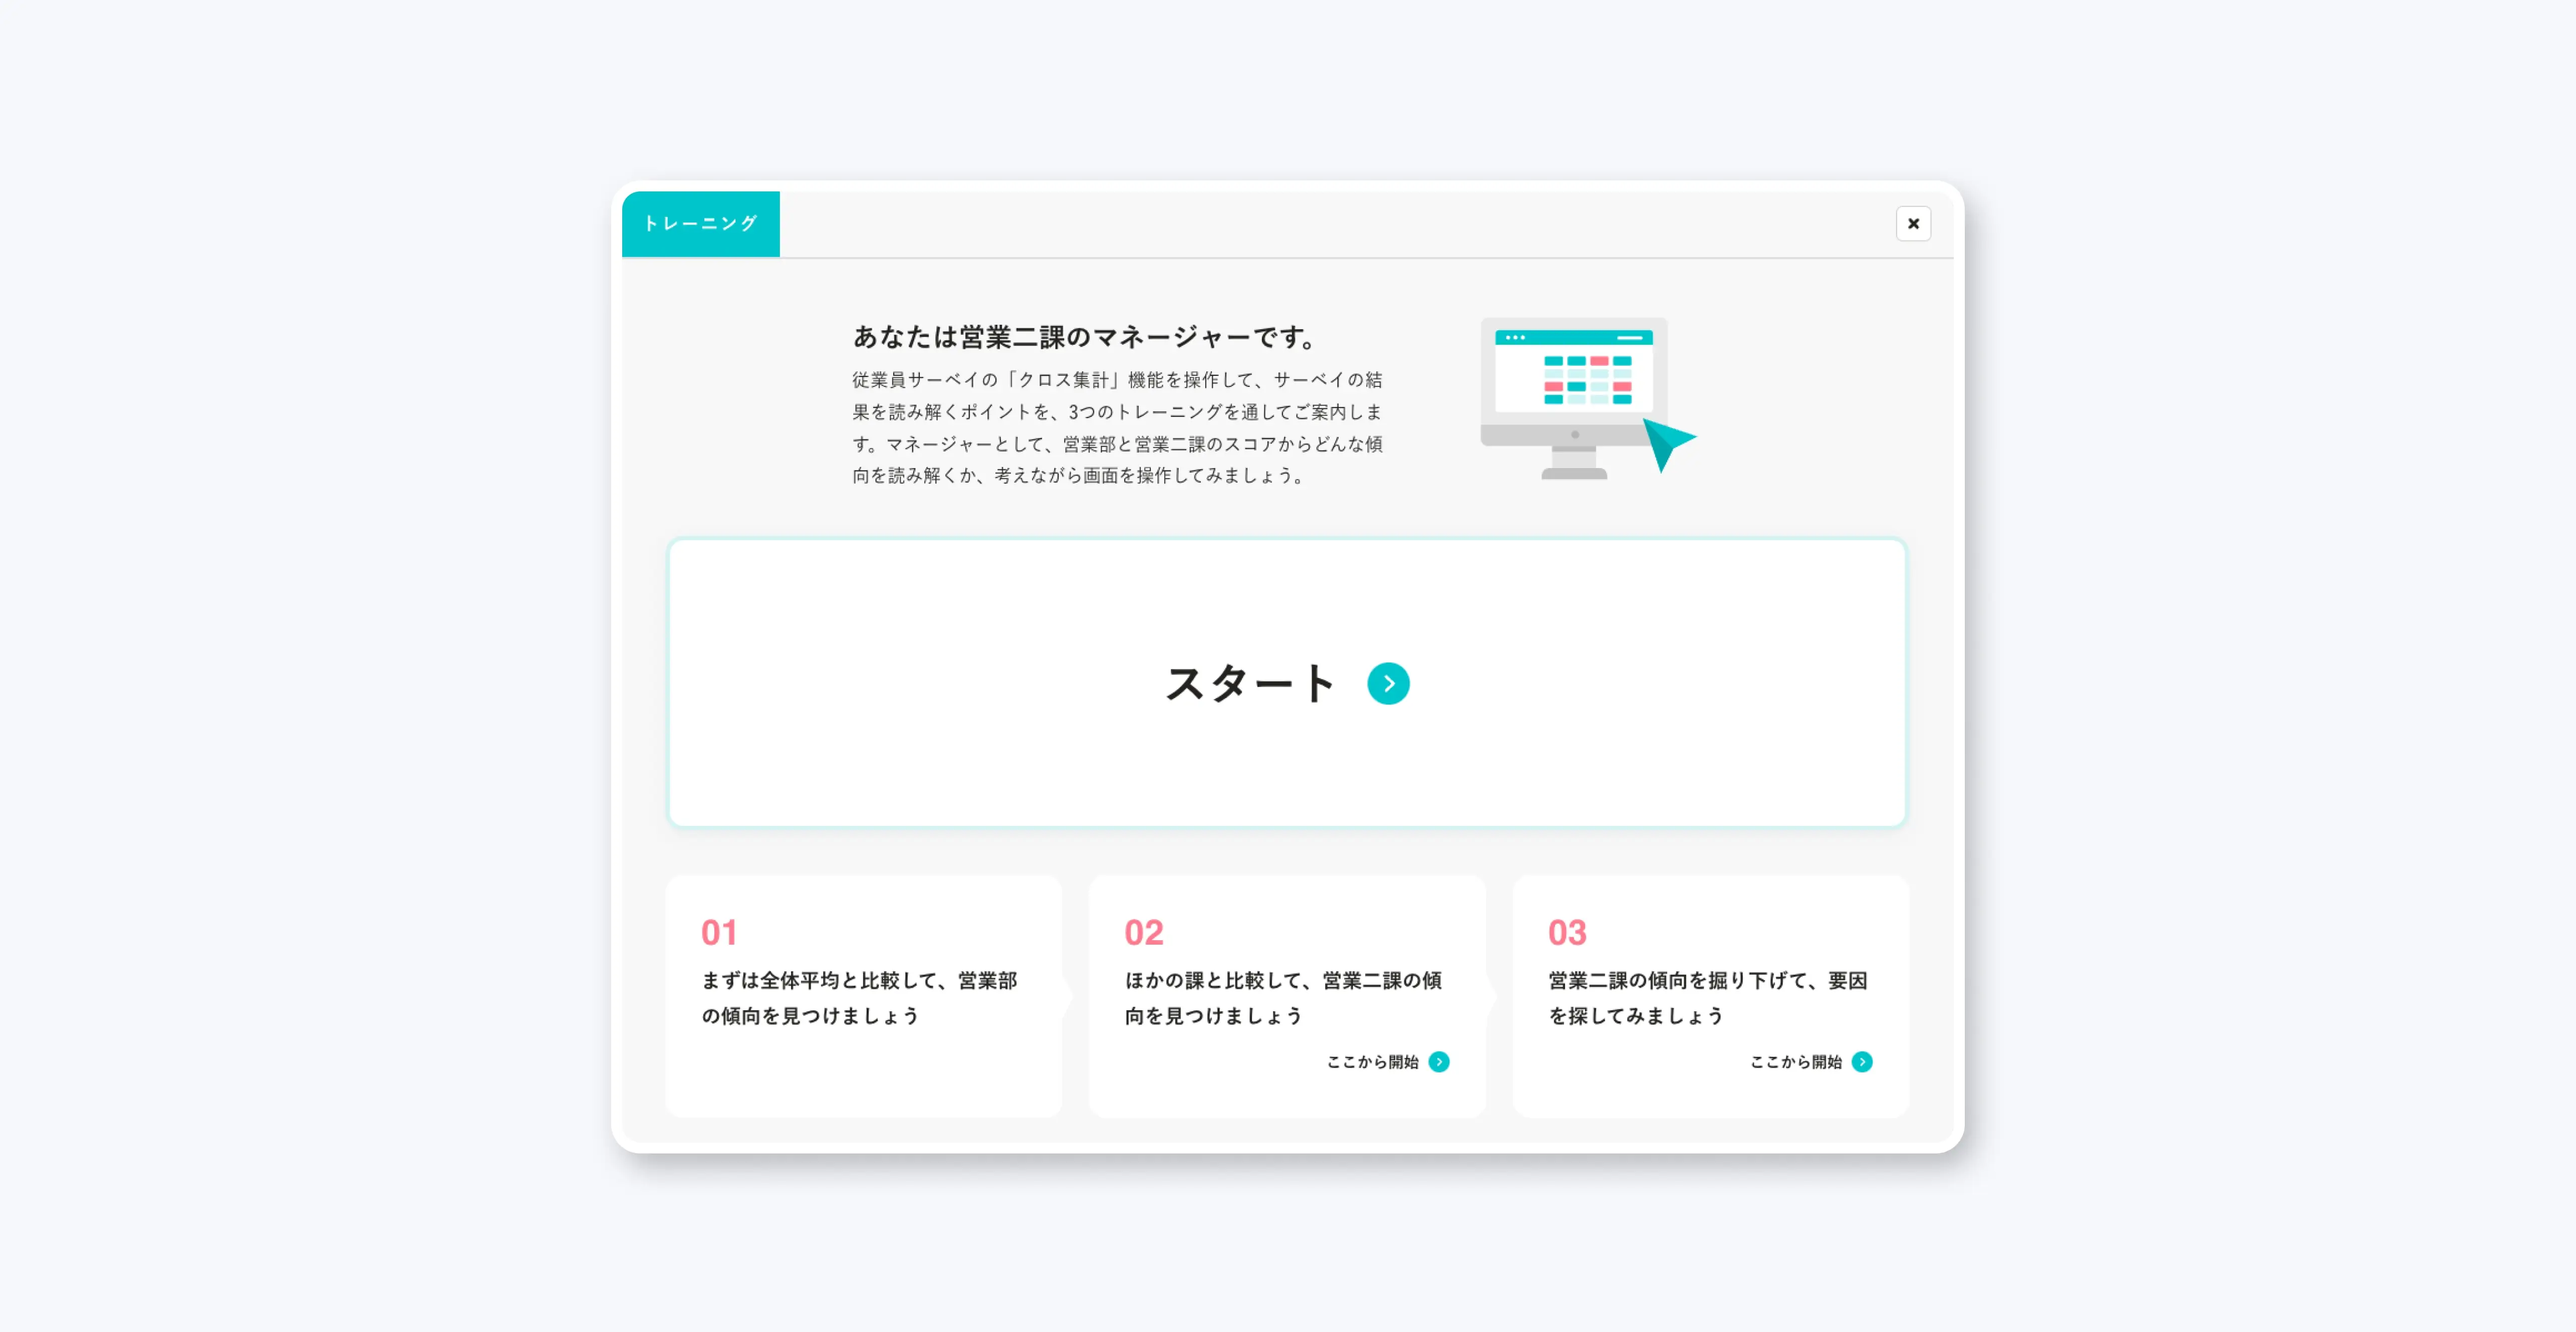 トレーニング
あなたは営業二課のマネージャーです。
従業員サーベイの「クロス集計」機能を操作して、サーベイの結
果を読み解くポイントを、3つのトレーニングを通してご案内しま
す。マネージャーとして、営業部と営業二課のスコアからどんな傾
向を読み解くか、考えながら画面を操作してみましょう。
スタート
01
まずは全体平均と比較して、営業部
の傾向を見つけましょう
02
ほかの課と比較して、営業二課の傾
向を見つけましょう
ここから開始
03
営業二課の傾向を掘り下げて、要因
を探してみましょう
ここから開始